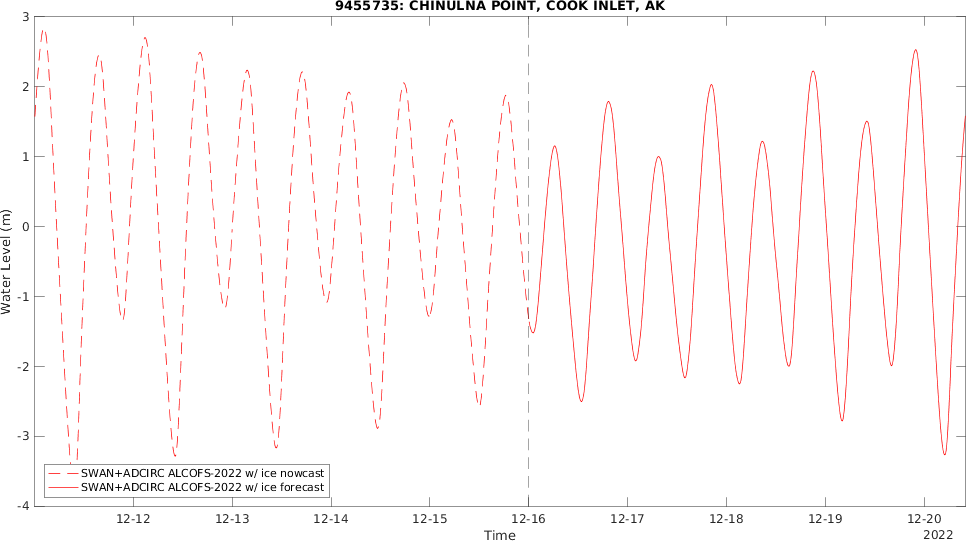 9455735: CHINULNA POINT, COOK INLET, AK
3
2
1
0
-1
-2
-3
-4
Water Level (m)
SWAN+ADCIRC ALCOFS-2022 w/ ice nowcast
SWAN+ADCIRC ALCOFS-2022 w/ ice forecast
12-12 12-13 12-14 12-15 12-16 12-17 12-18 12-19 12-20
Time
2022